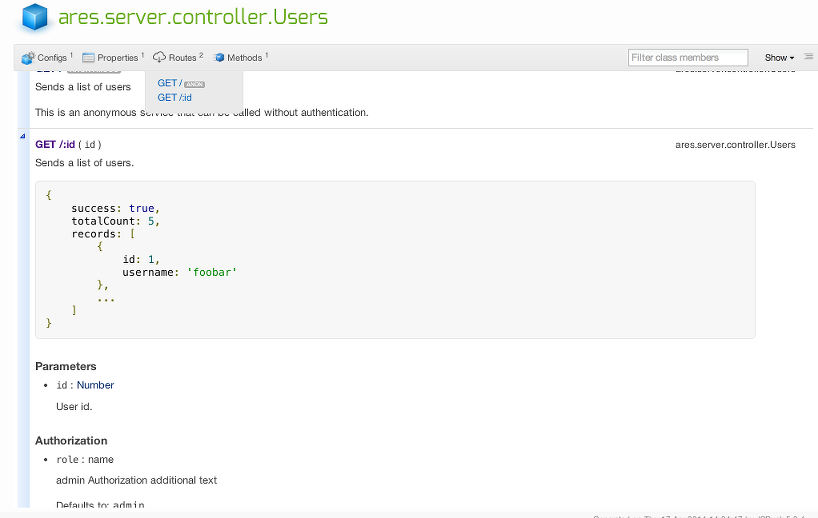 ares.server.controller.Users
Configs 1 Properties 1 Routes 2 Methods 1 Filter class members Show
GET / ANON
GET /:id
Sends a list of users
This is an anonymous service that can be called without authentication.
GET /:id ( id ) ares.server.controller.Users
Sends a list of users.
{
success: true,
totalCount: 5,
records: [
{
id: 1,
username: 'foobar'
},
...
]
}
Parameters
id : Number
User id.
Authorization
role : name
admin Authorization additional text
Defaults to: admin